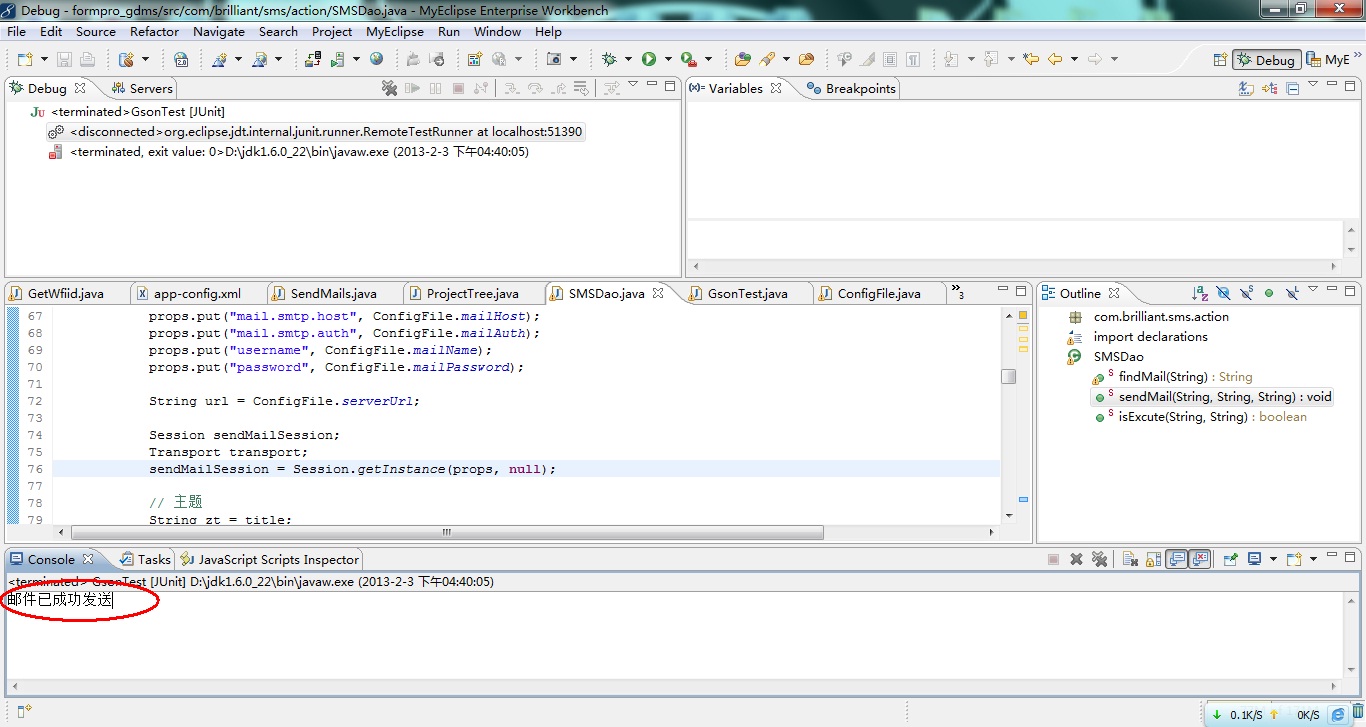 Debug - formpro_gdms/src/com/brilliant/sms/action/SMSDao.java - MyEclipse Enterprise Workbench
File Edit Source Refactor Navigate Search Project MyEclipse Run Window Help
Debug MyE »
Debug Servers
Variables Breakpoints
<terminated>GsonTest [JUnit]
<disconnected>org.eclipse.jdt.internal.junit.runner.RemoteTestRunner at localhost:51390
<terminated, exit value: 0>D:\jdk1.6.0_22\bin\javaw.exe (2013-2-3 下午04:40:05)
GetWfiid.java app-config.xml SendMails.java ProjectTree.java SMSDao.java GsonTest.java ConfigFile.java »3
67 props.put("mail.smtp.host", ConfigFile.mailHost);
68 props.put("mail.smtp.auth", ConfigFile.mailAuth);
69 props.put("username", ConfigFile.mailName);
70 props.put("password", ConfigFile.mailPassword);
71
72 String url = ConfigFile.serverUrl;
73
74 Session sendMailSession;
75 Transport transport;
76 sendMailSession = Session.getInstance(props, null);
77
78 // 主题
79 String zt = title;
Outline
com.brilliant.sms.action
import declarations
SMSDao
findMail(String) : String
sendMail(String, String, String) : void
isExcute(String, String) : boolean
Console Tasks JavaScript Scripts Inspector
<terminated> GsonTest [JUnit] D:\jdk1.6.0_22\bin\javaw.exe (2013-2-3 下午04:40:05)
邮件已成功发送
0.1K/S 0K/S